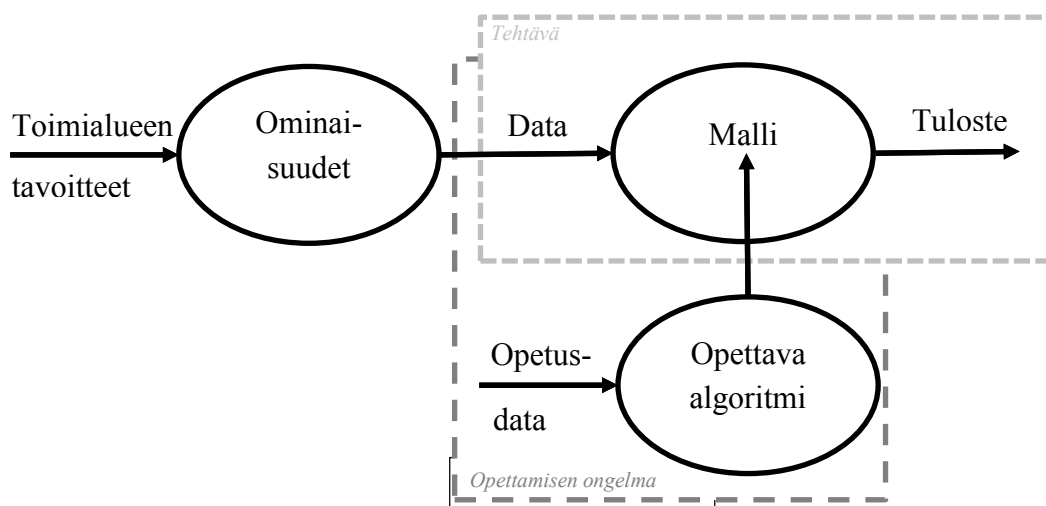 Tehtävä
Toimialueen
tavoitteet
Ominai-
suudet
Data
Malli
Tuloste
Opetus-
data
Opettava
algoritmi
Opettamisen ongelma